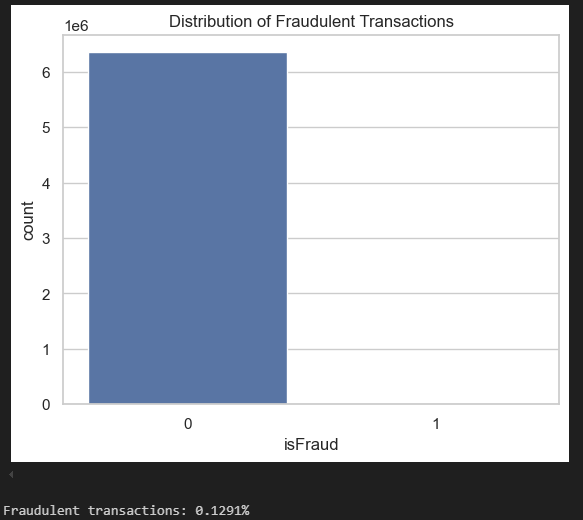 Distribution of Fraudulent Transactions
1e6
6
5
4
3
2
1
0
count
0 1
isFraud
Fraudulent transactions: 0.1291%